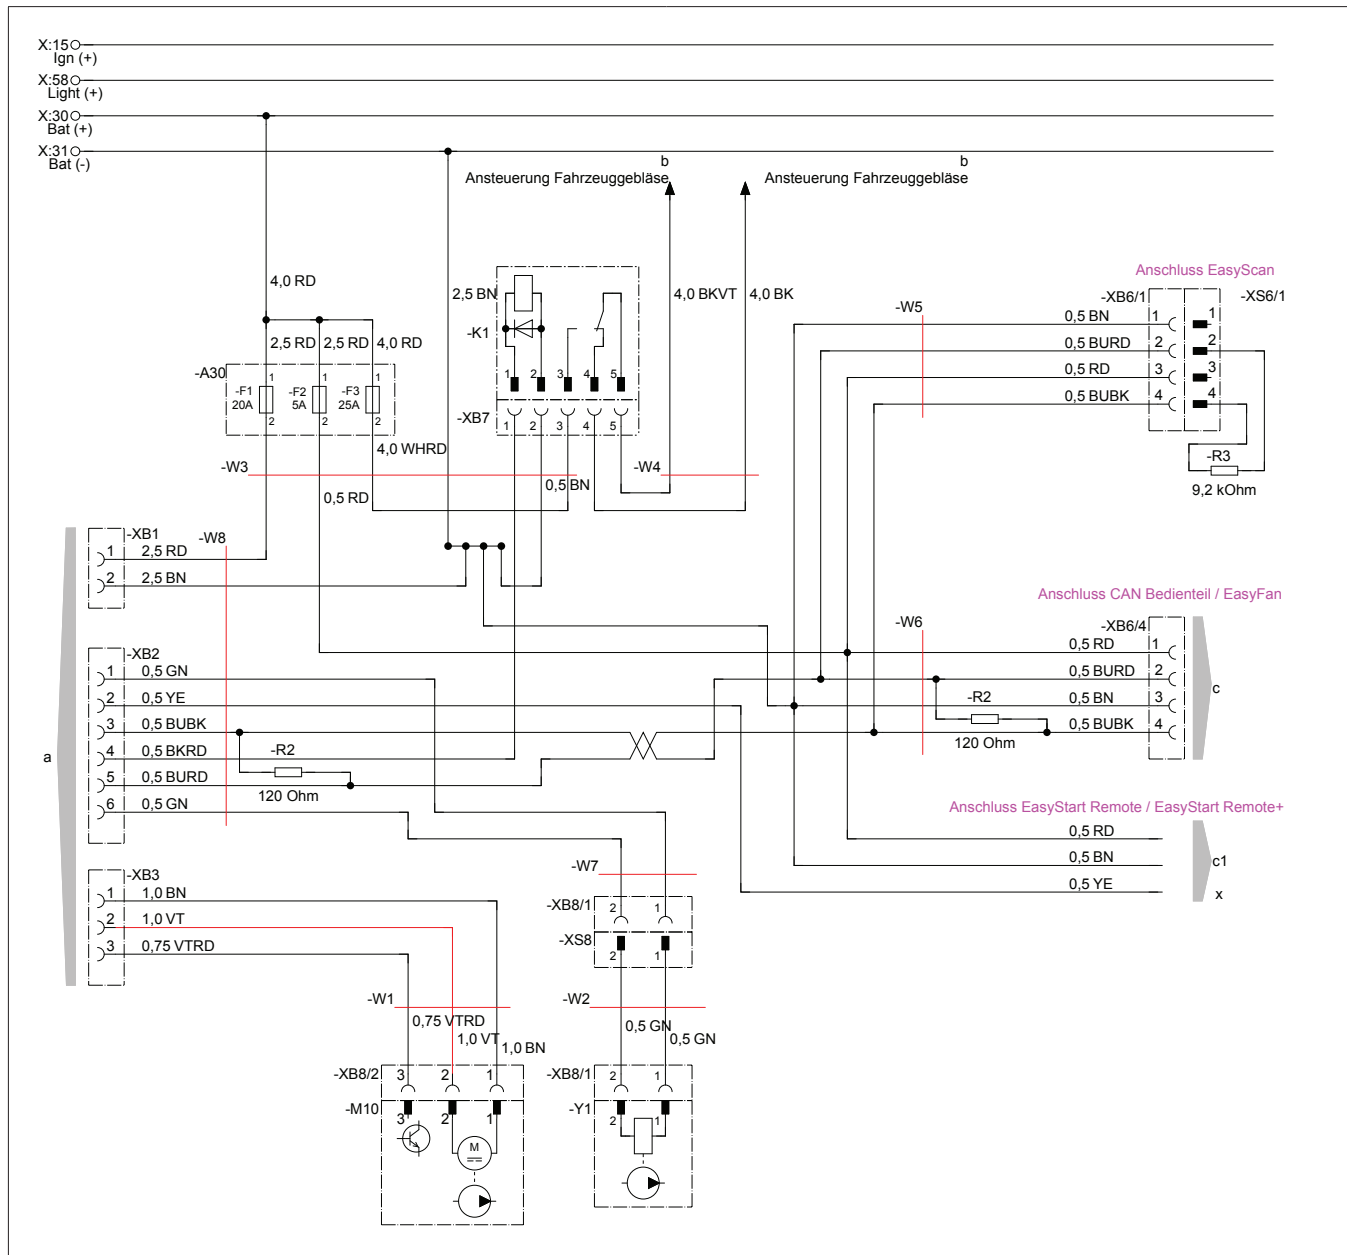 X:15
Ign (+)
X:58
Light (+)
X:30
Bat (+)
X:31
Bat (-)
b
b
Ansteuerung Fahrzeuggebläse
Ansteuerung Fahrzeuggebläse
Anschluss EasyScan
4,0 RD
2,5 BN
4,0 BKVT
4,0 BK
-XB6/1
-XS6/1
-W5
0,5 BN
1
1
-K1
2,5 RD
2,5 RD
4,0 RD
0,5 BURD
2
2
0,5 RD
3
3
0,5 BUBK
4
4
-A30
1
1
1
-F1
20A
-F2
5A
-F3
25A
2
2
2
1
2
3
4
5
-XB7
1
2
3
4
5
4,0 WHRD
-W3
-W4
0,5 BN
0,5 RD
-R3
9,2 kOhm
-XB1
-W8
1
2,5 RD
2
2,5 BN
Anschluss CAN Bedienteil / EasyFan
-W6
-XB6/4
0,5 RD
1
0,5 BURD
2
-R2
0,5 BN
3
120 Ohm
0,5 BUBK
4
c
-XB2
1
0,5 GN
2
0,5 YE
3
0,5 BUBK
4
0,5 BKRD
-R2
5
0,5 BURD
120 Ohm
6
0,5 GN
a
Anschluss EasyStart Remote / EasyStart Remote+
0,5 RD
0,5 BN
c1
0,5 YE
x
-XB3
1
1,0 BN
2
1,0 VT
3
0,75 VTRD
-W7
-XB8/1
2
1
-XS8
2
1
-W1
-W2
0,75 VTRD
1,0 VT
1,0 BN
0,5 GN
0,5 GN
-XB8/2
3
2
1
-XB8/1
2
1
-M10
3
2
1
-Y1
2
1
M